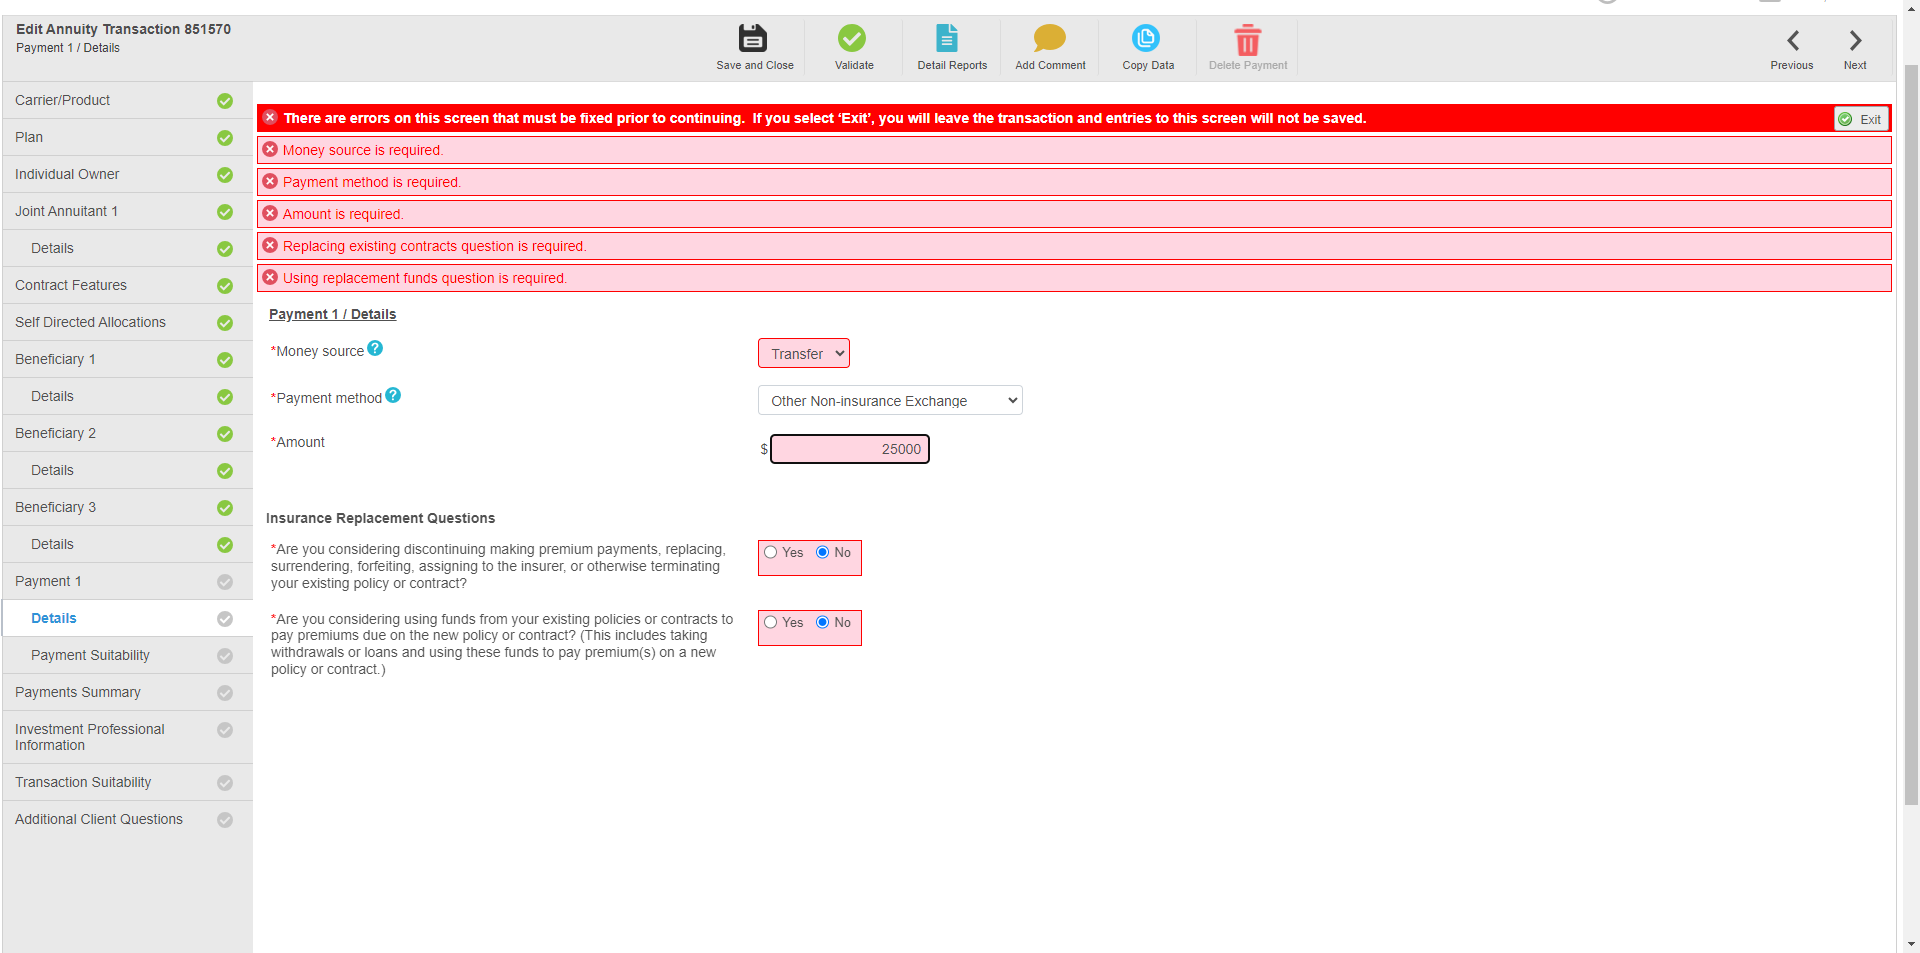 Edit Annuity Transaction 851570
Payment 1 / Details
Save and Close
Validate
Detail Reports
Add Comment
Copy Data
Delete Payment
Previous
Next
Carrier/Product
Plan
Individual Owner
Joint Annuitant 1
Details
Contract Features
Self Directed Allocations
Beneficiary 1
Details
Beneficiary 2
Details
Beneficiary 3
Details
Payment 1
Details
Payment Suitability
Payments Summary
Investment Professional
Information
Transaction Suitability
Additional Client Questions
There are errors on this screen that must be fixed prior to continuing.  If you select ‘Exit’, you will leave the transaction and entries to this screen will not be saved.
Exit
Money source is required.
Payment method is required.
Amount is required.
Replacing existing contracts question is required.
Using replacement funds question is required.
Payment 1 / Details
*Money source ?
Transfer
*Payment method ?
Other Non-insurance Exchange
*Amount
$ 25000
Insurance Replacement Questions
*Are you considering discontinuing making premium payments, replacing,
surrendering, forfeiting, assigning to the insurer, or otherwise terminating
your existing policy or contract?
Yes No
*Are you considering using funds from your existing policies or contracts to
pay premiums due on the new policy or contract? (This includes taking
withdrawals or loans and using these funds to pay premium(s) on a new
policy or contract.)
Yes No